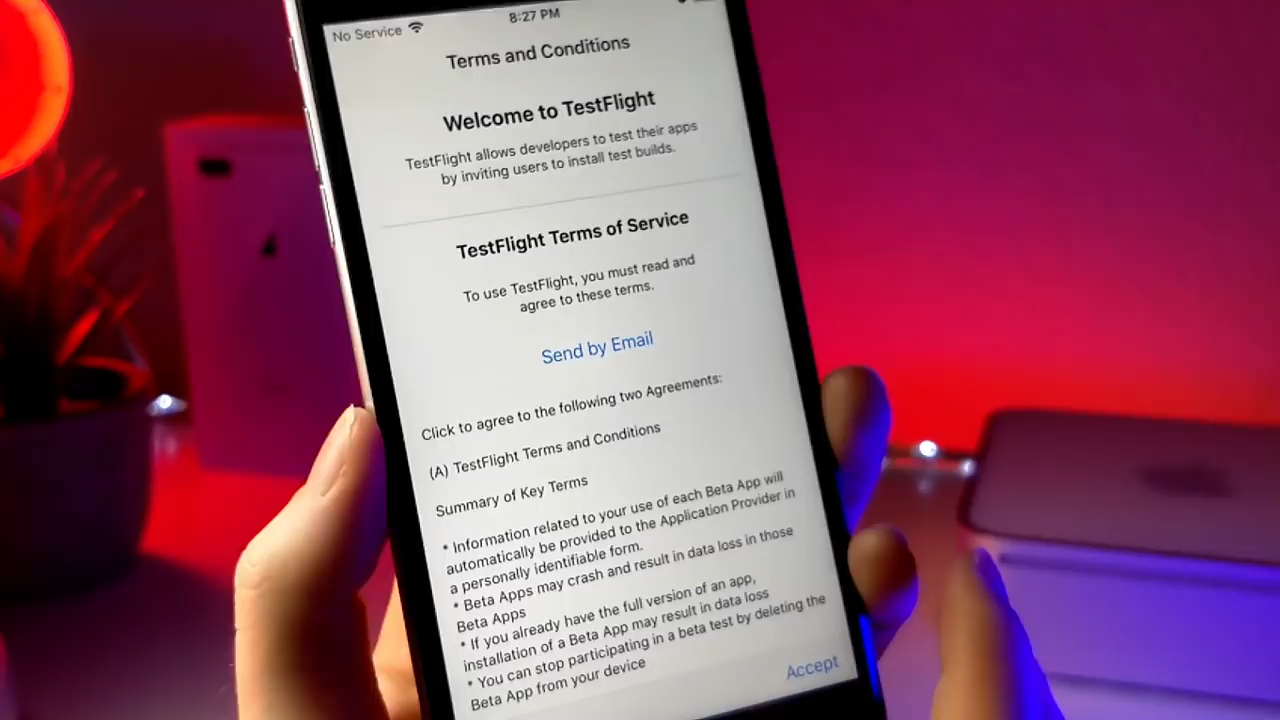 No Service 8:27 PM
Terms and Conditions
Welcome to TestFlight
TestFlight allows developers to test their apps
by inviting users to install test builds.
TestFlight Terms of Service
To use TestFlight, you must read and
agree to these terms.
Send by Email
Click to agree to the following two Agreements:
(A) TestFlight Terms and Conditions
Summary of Key Terms
* Information related to your use of each Beta App will
automatically be provided to the Application Provider in
a personally identifiable form.
* Beta Apps may crash and result in data loss in those
Beta Apps
* If you already have the full version of an app,
installation of a Beta App may result in data loss
* You can stop participating in a beta test by deleting the
Beta App from your device
Accept